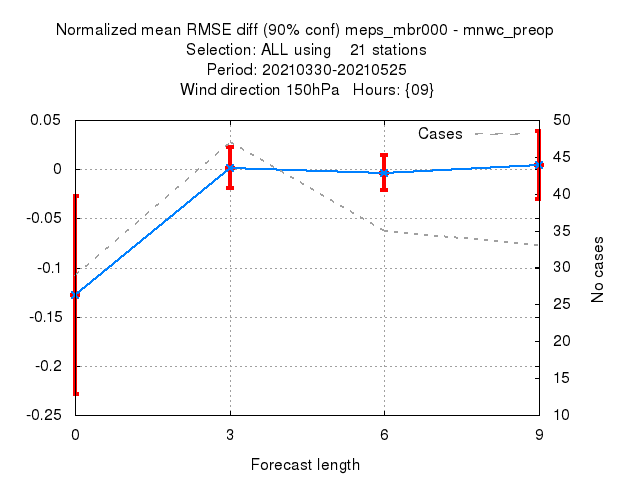 Normalized mean RMSE diff (90% conf) meps_mbr000 - mnwc_preop
Selection: ALL using 21 stations
Period: 20210330-20210525
Wind direction 150hPa Hours: {09}
0.05
0
-0.05
-0.1
-0.15
-0.2
-0.25
Cases
50
45
40
35
30
25
20
15
10
No cases
0 3 6 9
Forecast length